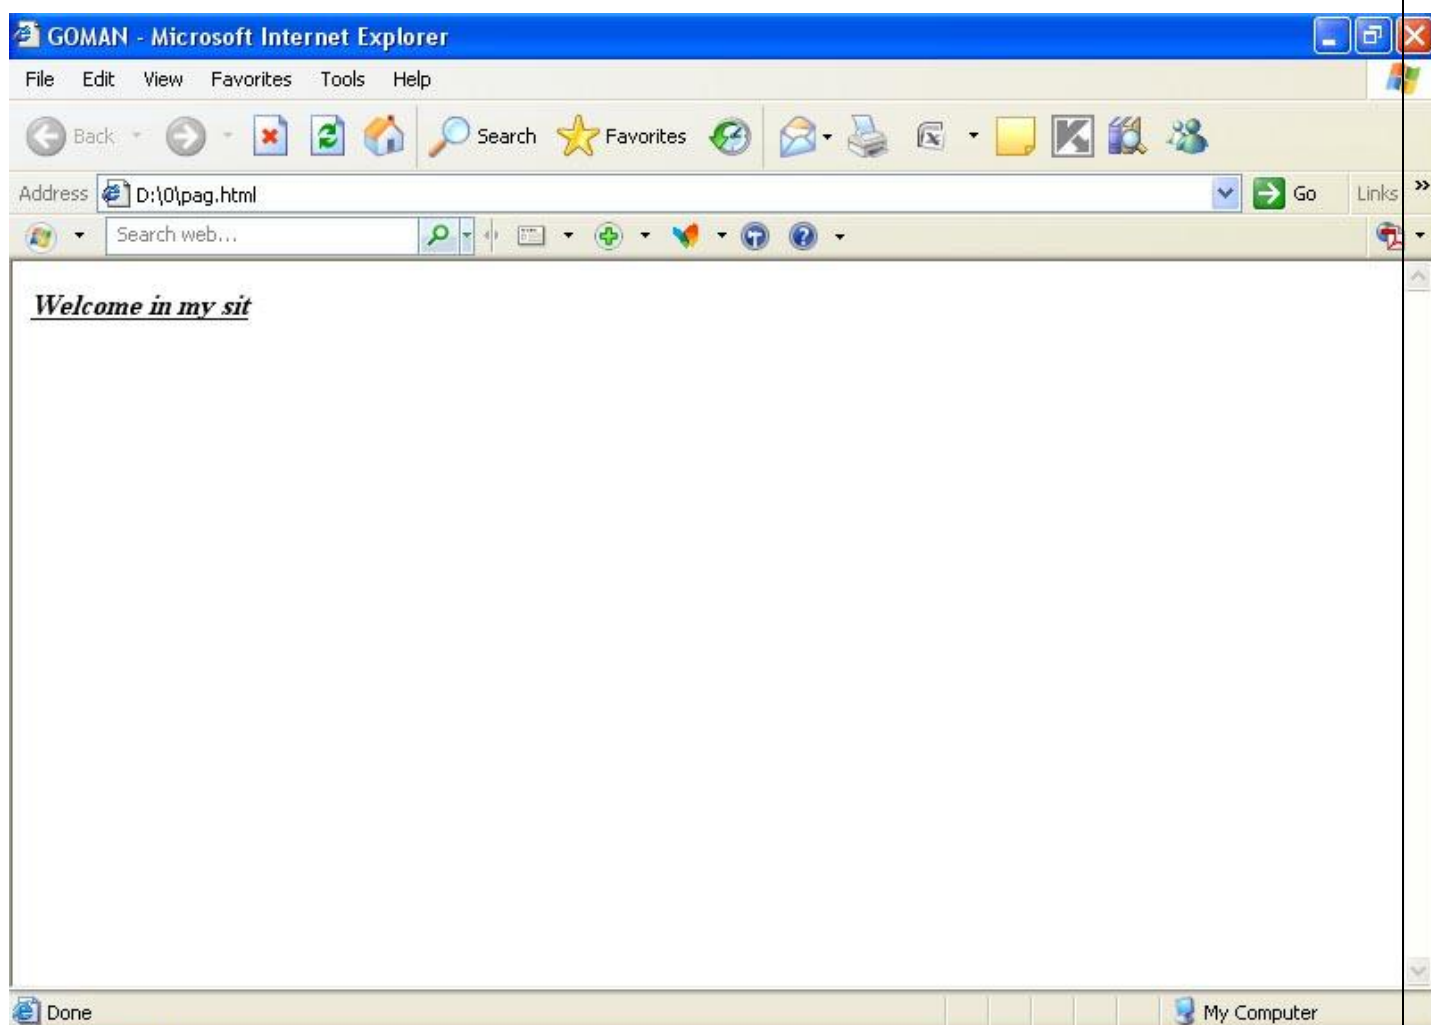 GOMAN - Microsoft Internet Explorer
File Edit View Favorites Tools Help
Back Search Favorites
Address D:\0\pag.html Go Links »
Search web...
Welcome in my sit
Done My Computer